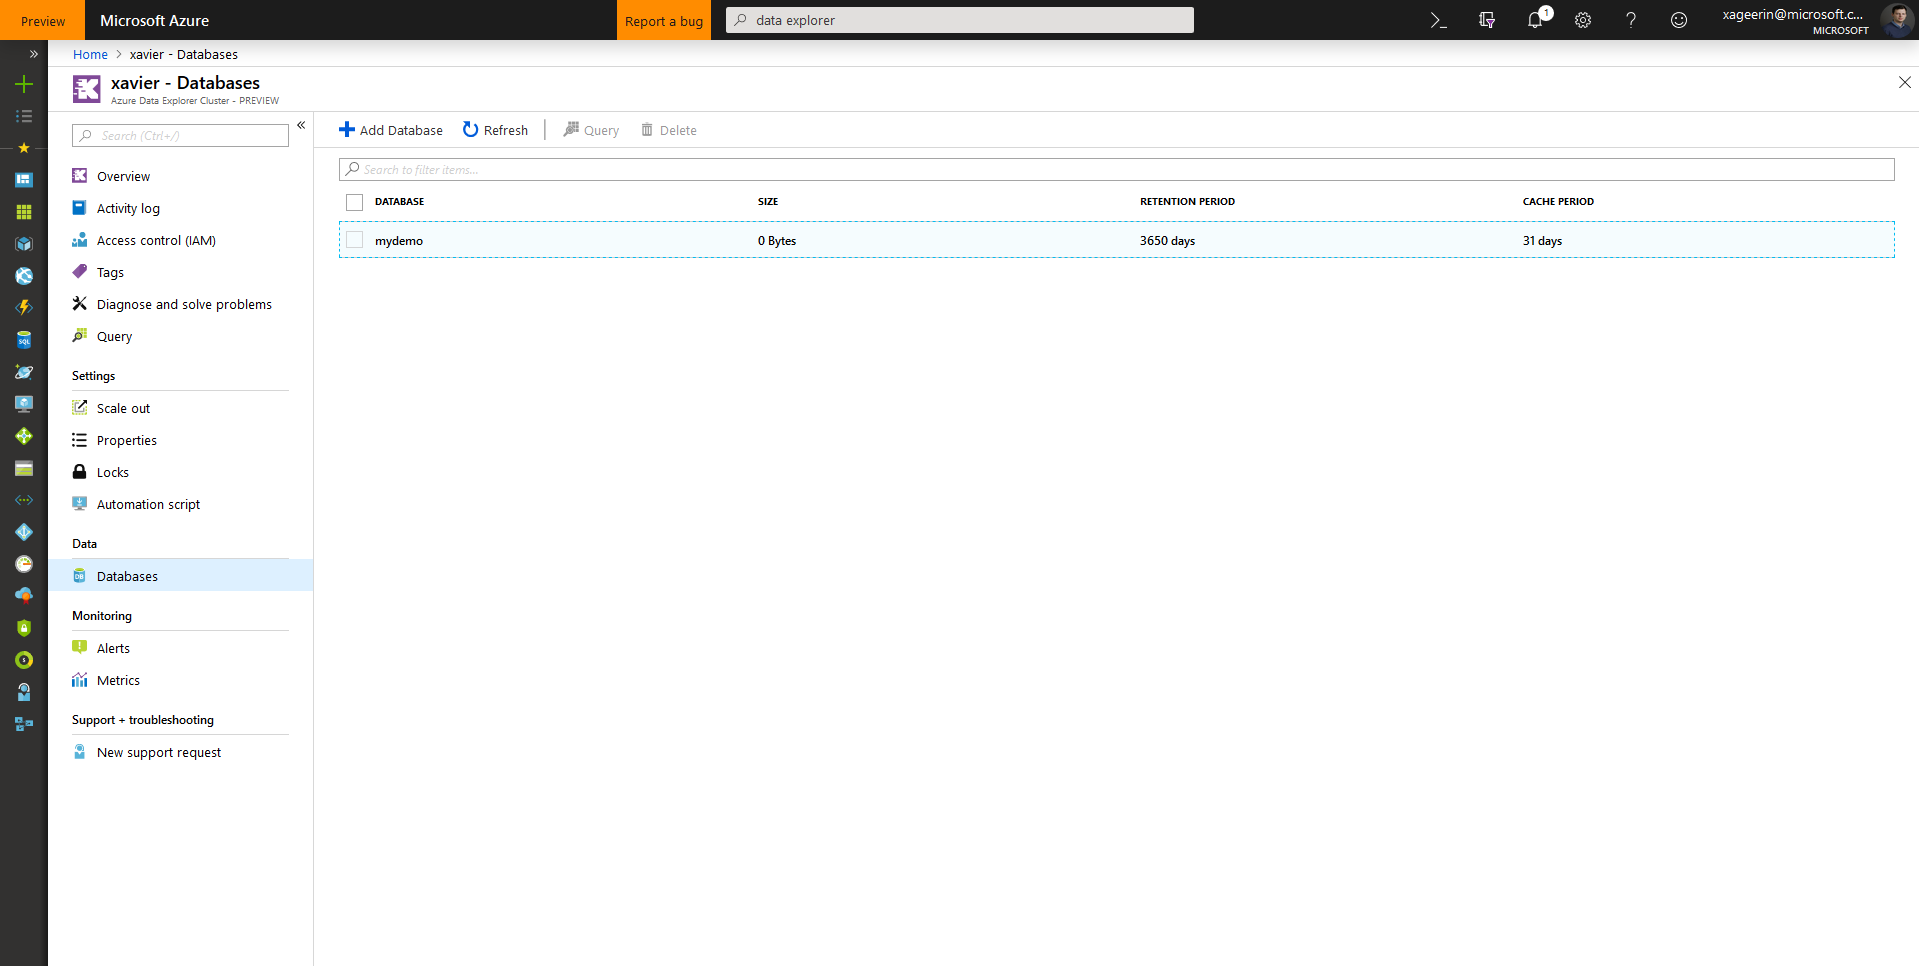 Preview
Microsoft Azure
Report a bug
data explorer
1
xageerin@microsoft.c...
MICROSOFT
Home > xavier - Databases
xavier - Databases
Azure Data Explorer Cluster - PREVIEW
Search (Ctrl+/)
Overview
Activity log
Access control (IAM)
Tags
Diagnose and solve problems
Query
Settings
Scale out
Properties
Locks
Automation script
Data
Databases
Monitoring
Alerts
Metrics
Support + troubleshooting
New support request
Add Database Refresh Query Delete
Search to filter items...
DATABASE SIZE RETENTION PERIOD CACHE PERIOD
mydemo 0 Bytes 3650 days 31 days